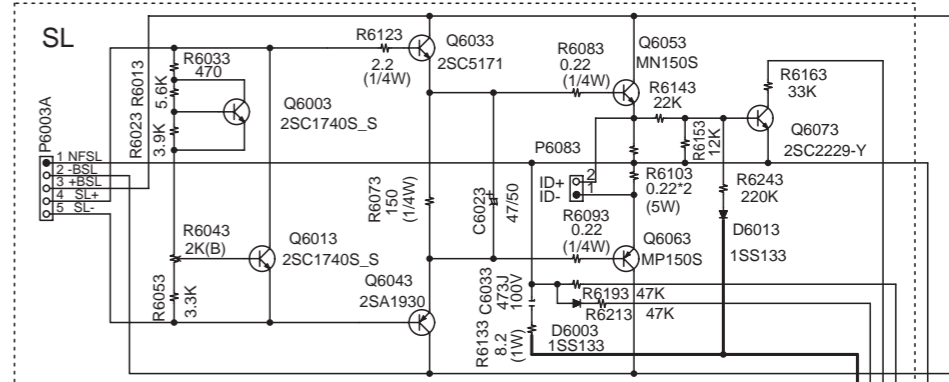 SL
P6003A
1 NFSL
2 -BSL
3 +BSL
4 SL+
5 SL-
R6013
5.6K
R6023
3.9K
R6033
470
Q6003
2SC1740S_S
R6043
2K(B)
R6053
3.3K
Q6013
2SC1740S_S
R6123
2.2
(1/4W)
Q6033
2SC5171
R6073
150
(1/4W)
Q6043
2SA1930
C6023
+
47/50
R6083
0.22
(1/4W)
Q6053
MN150S
R6143
22K
P6083
ID+ 2
ID- 1
R6103
0.22*2
(5W)
R6093
0.22
(1/4W)
Q6063
MP150S
R6153
12K
R6163
33K
Q6073
2SC2229-Y
R6243
220K
D6013
1SS133
C6033
473J
100V
R6133
8.2
(1W)
R6193 47K
R6213 47K
D6003
1SS133